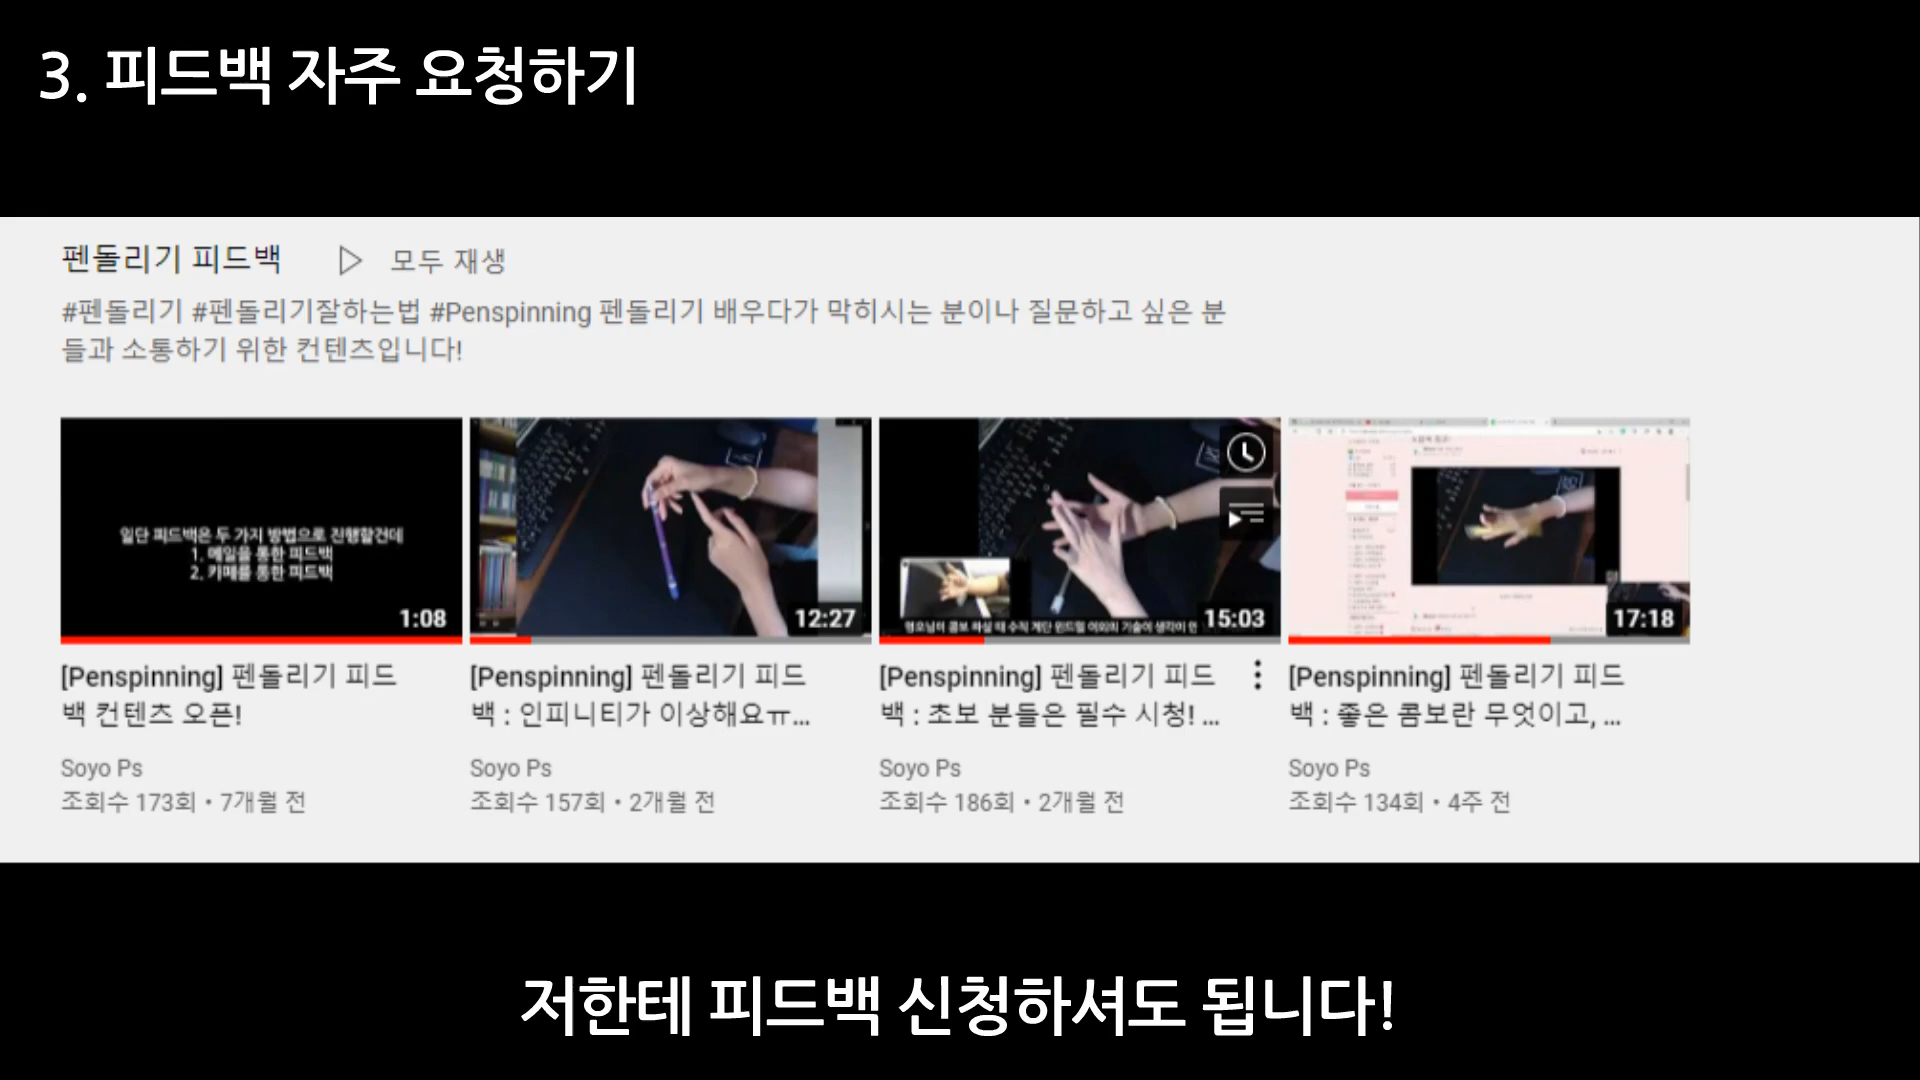 3. 피드백 자주 요청하기
펜돌리기 피드백 모두 재생
#펜돌리기 #펜돌리기잘하는법 #Penspinning 펜돌리기 배우다가 막히시는 분이나 질문하고 싶은 분
들과 소통하기 위한 컨텐츠입니다!
일단 피드백은 두 가지 방법으로 진행할건데
1. 메일을 통한 피드백
2. 카페를 통한 피드백
1:08
12:27
15:03
17:18
[Penspinning] 펜돌리기 피드
백 컨텐츠 오픈!
Soyo Ps
조회수 173회 • 7개월 전
[Penspinning] 펜돌리기 피드
백 : 인피니티가 이상해요ㅠ...
Soyo Ps
조회수 157회 • 2개월 전
[Penspinning] 펜돌리기 피드
백 : 초보 분들은 필수 시청! ...
Soyo Ps
조회수 186회 • 2개월 전
[Penspinning] 펜돌리기 피드
백 : 좋은 콤보란 무엇이고, ...
Soyo Ps
조회수 134회 • 4주 전
저한테 피드백 신청하셔도 됩니다!